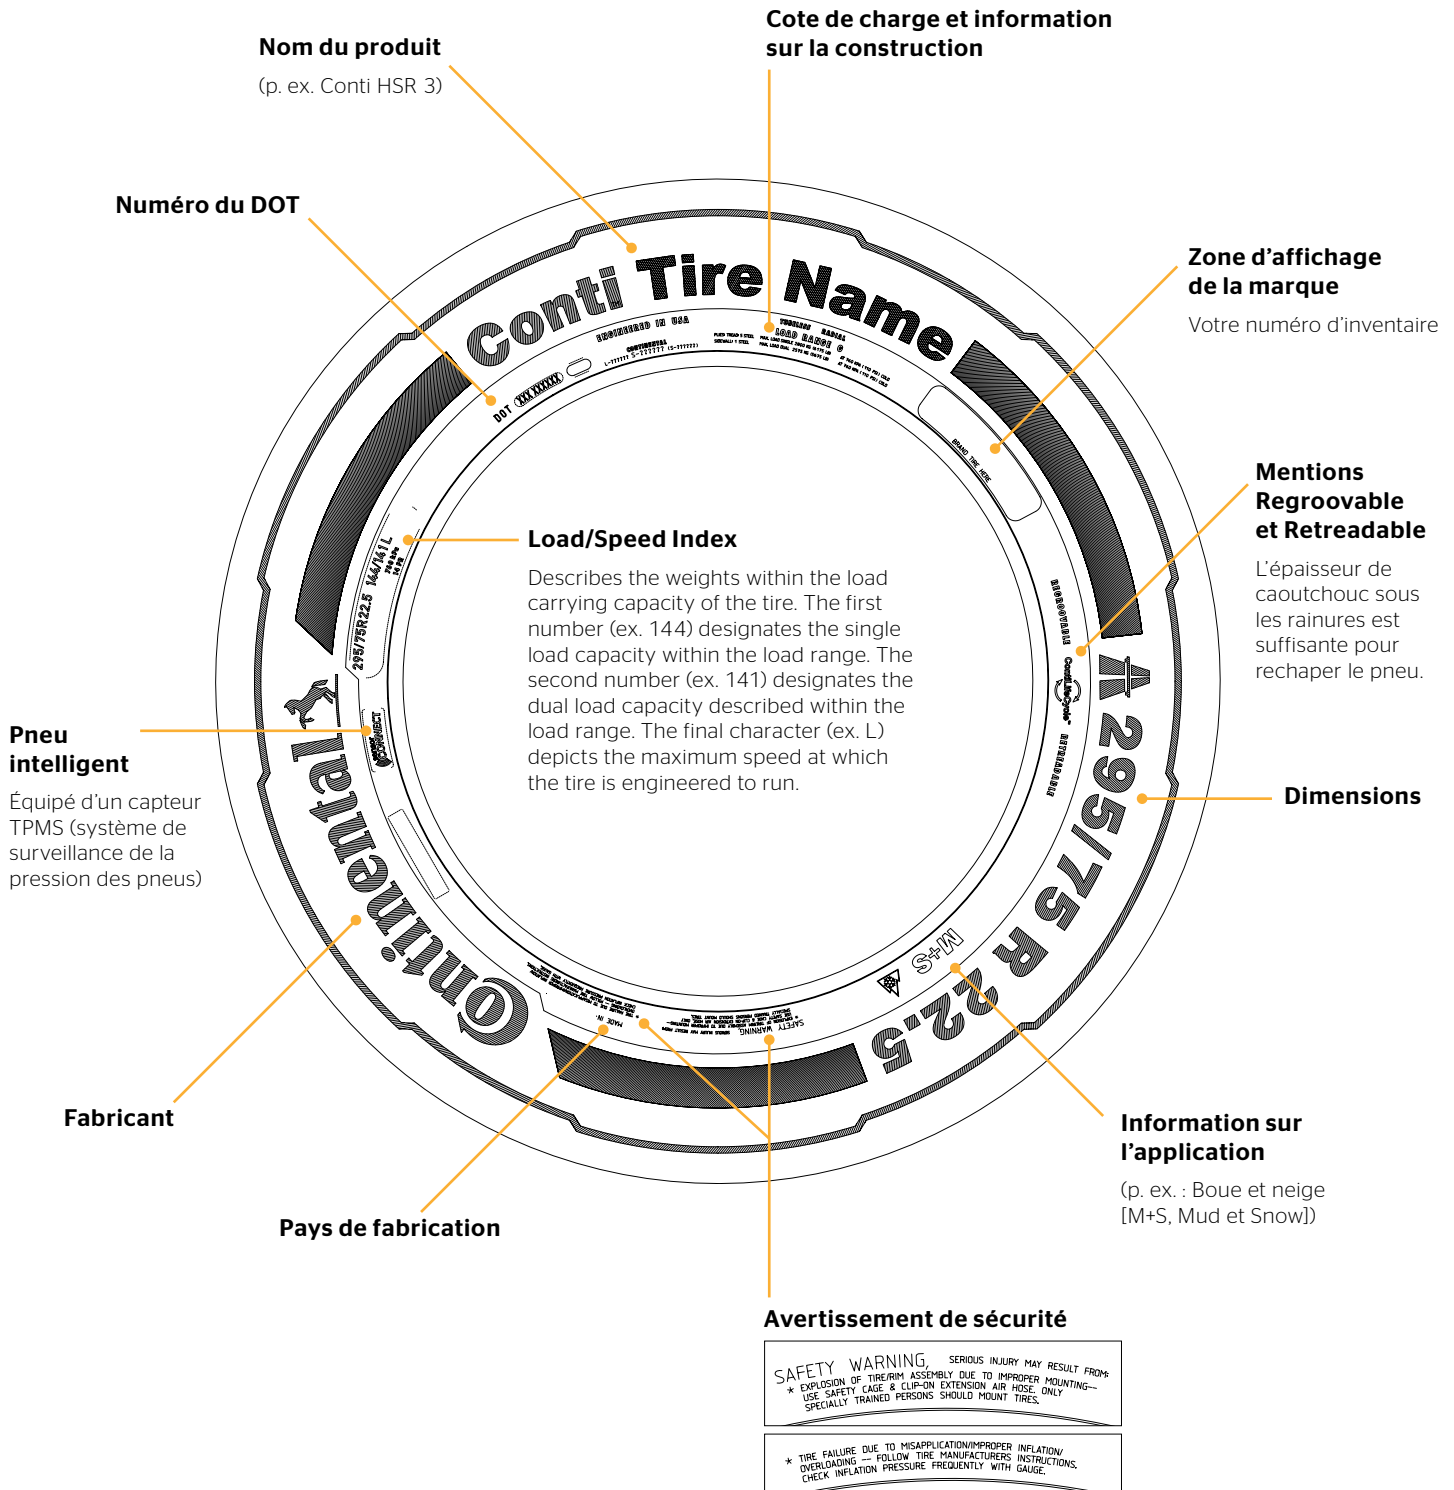 Cote de charge et information
sur la construction
Nom du produit
(p. ex. Conti HSR 3)
Numéro du DOT
Zone d'affichage
de la marque
Votre numéro d'inventaire
Conti Tire Name
ENGINEERED IN USA
CONTINENTAL
L-?????? S-?????? (S-??????)
TUBELESS RADIAL
LOAD RANGE G
DOT XXX XXXXXX
BRAND TIRE HERE
Mentions
Regroovable
et Retreadable
L'épaisseur de
caoutchouc sous
les rainures est
suffisante pour
rechaper le pneu.
Load/Speed Index
Describes the weights within the load
carrying capacity of the tire. The first
number (ex. 144) designates the single
load capacity within the load range. The
second number (ex. 141) designates the
dual load capacity described within the
load range. The final character (ex. L)
depicts the maximum speed at which
the tire is engineered to run.
295/75R22.5 144/141 L
14 PR
REGROOVABLE
ContiLifeCycle™
RETREADABLE
Pneu
intelligent
Équipé d'un capteur
TPMS (système de
surveillance de la
pression des pneus)
CONNECT
Continental
295/75 R 22.5
Dimensions
M+S
MADE IN
SAFETY WARNING,
Fabricant
Pays de fabrication
Information sur
l'application
(p. ex. : Boue et neige
[M+S, Mud et Snow])
Avertissement de sécurité
SAFETY WARNING, SERIOUS INJURY MAY RESULT FROM:
* EXPLOSION OF TIRE/RIM ASSEMBLY DUE TO IMPROPER MOUNTING--
USE SAFETY CAGE & CLIP-ON EXTENSION AIR HOSE. ONLY
SPECIALLY TRAINED PERSONS SHOULD MOUNT TIRES.
* TIRE FAILURE DUE TO MISAPPLICATION/IMPROPER INFLATION/
OVERLOADING -- FOLLOW TIRE MANUFACTURERS INSTRUCTIONS.
CHECK INFLATION PRESSURE FREQUENTLY WITH GAUGE.